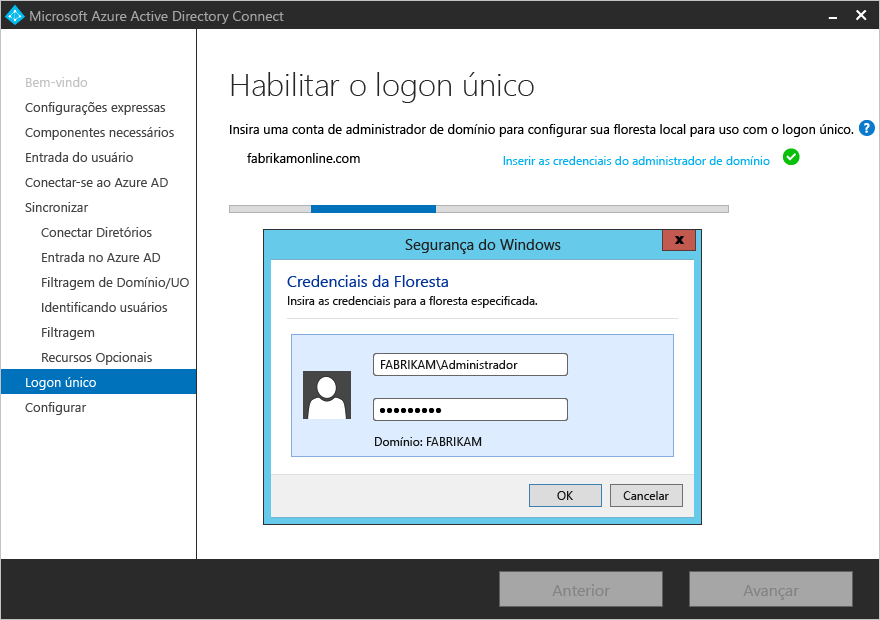 Microsoft Azure Active Directory Connect
Bem-vindo
Configurações expressas
Componentes necessários
Entrada do usuário
Conectar-se ao Azure AD
Sincronizar
Conectar Diretórios
Entrada no Azure AD
Filtragem de Domínio/UO
Identificando usuários
Filtragem
Recursos Opcionais
Logon único
Configurar
Habilitar o logon único
Insira uma conta de administrador de domínio para configurar sua floresta local para uso com o logon único. ?
fabrikamonline.com
Inserir as credenciais do administrador de domínio
Segurança do Windows
x
Credenciais da Floresta
Insira as credenciais para a floresta especificada.
FABRIKAM\Administrador
●●●●●●●●●
Domínio: FABRIKAM
OK
Cancelar
Anterior
Avançar